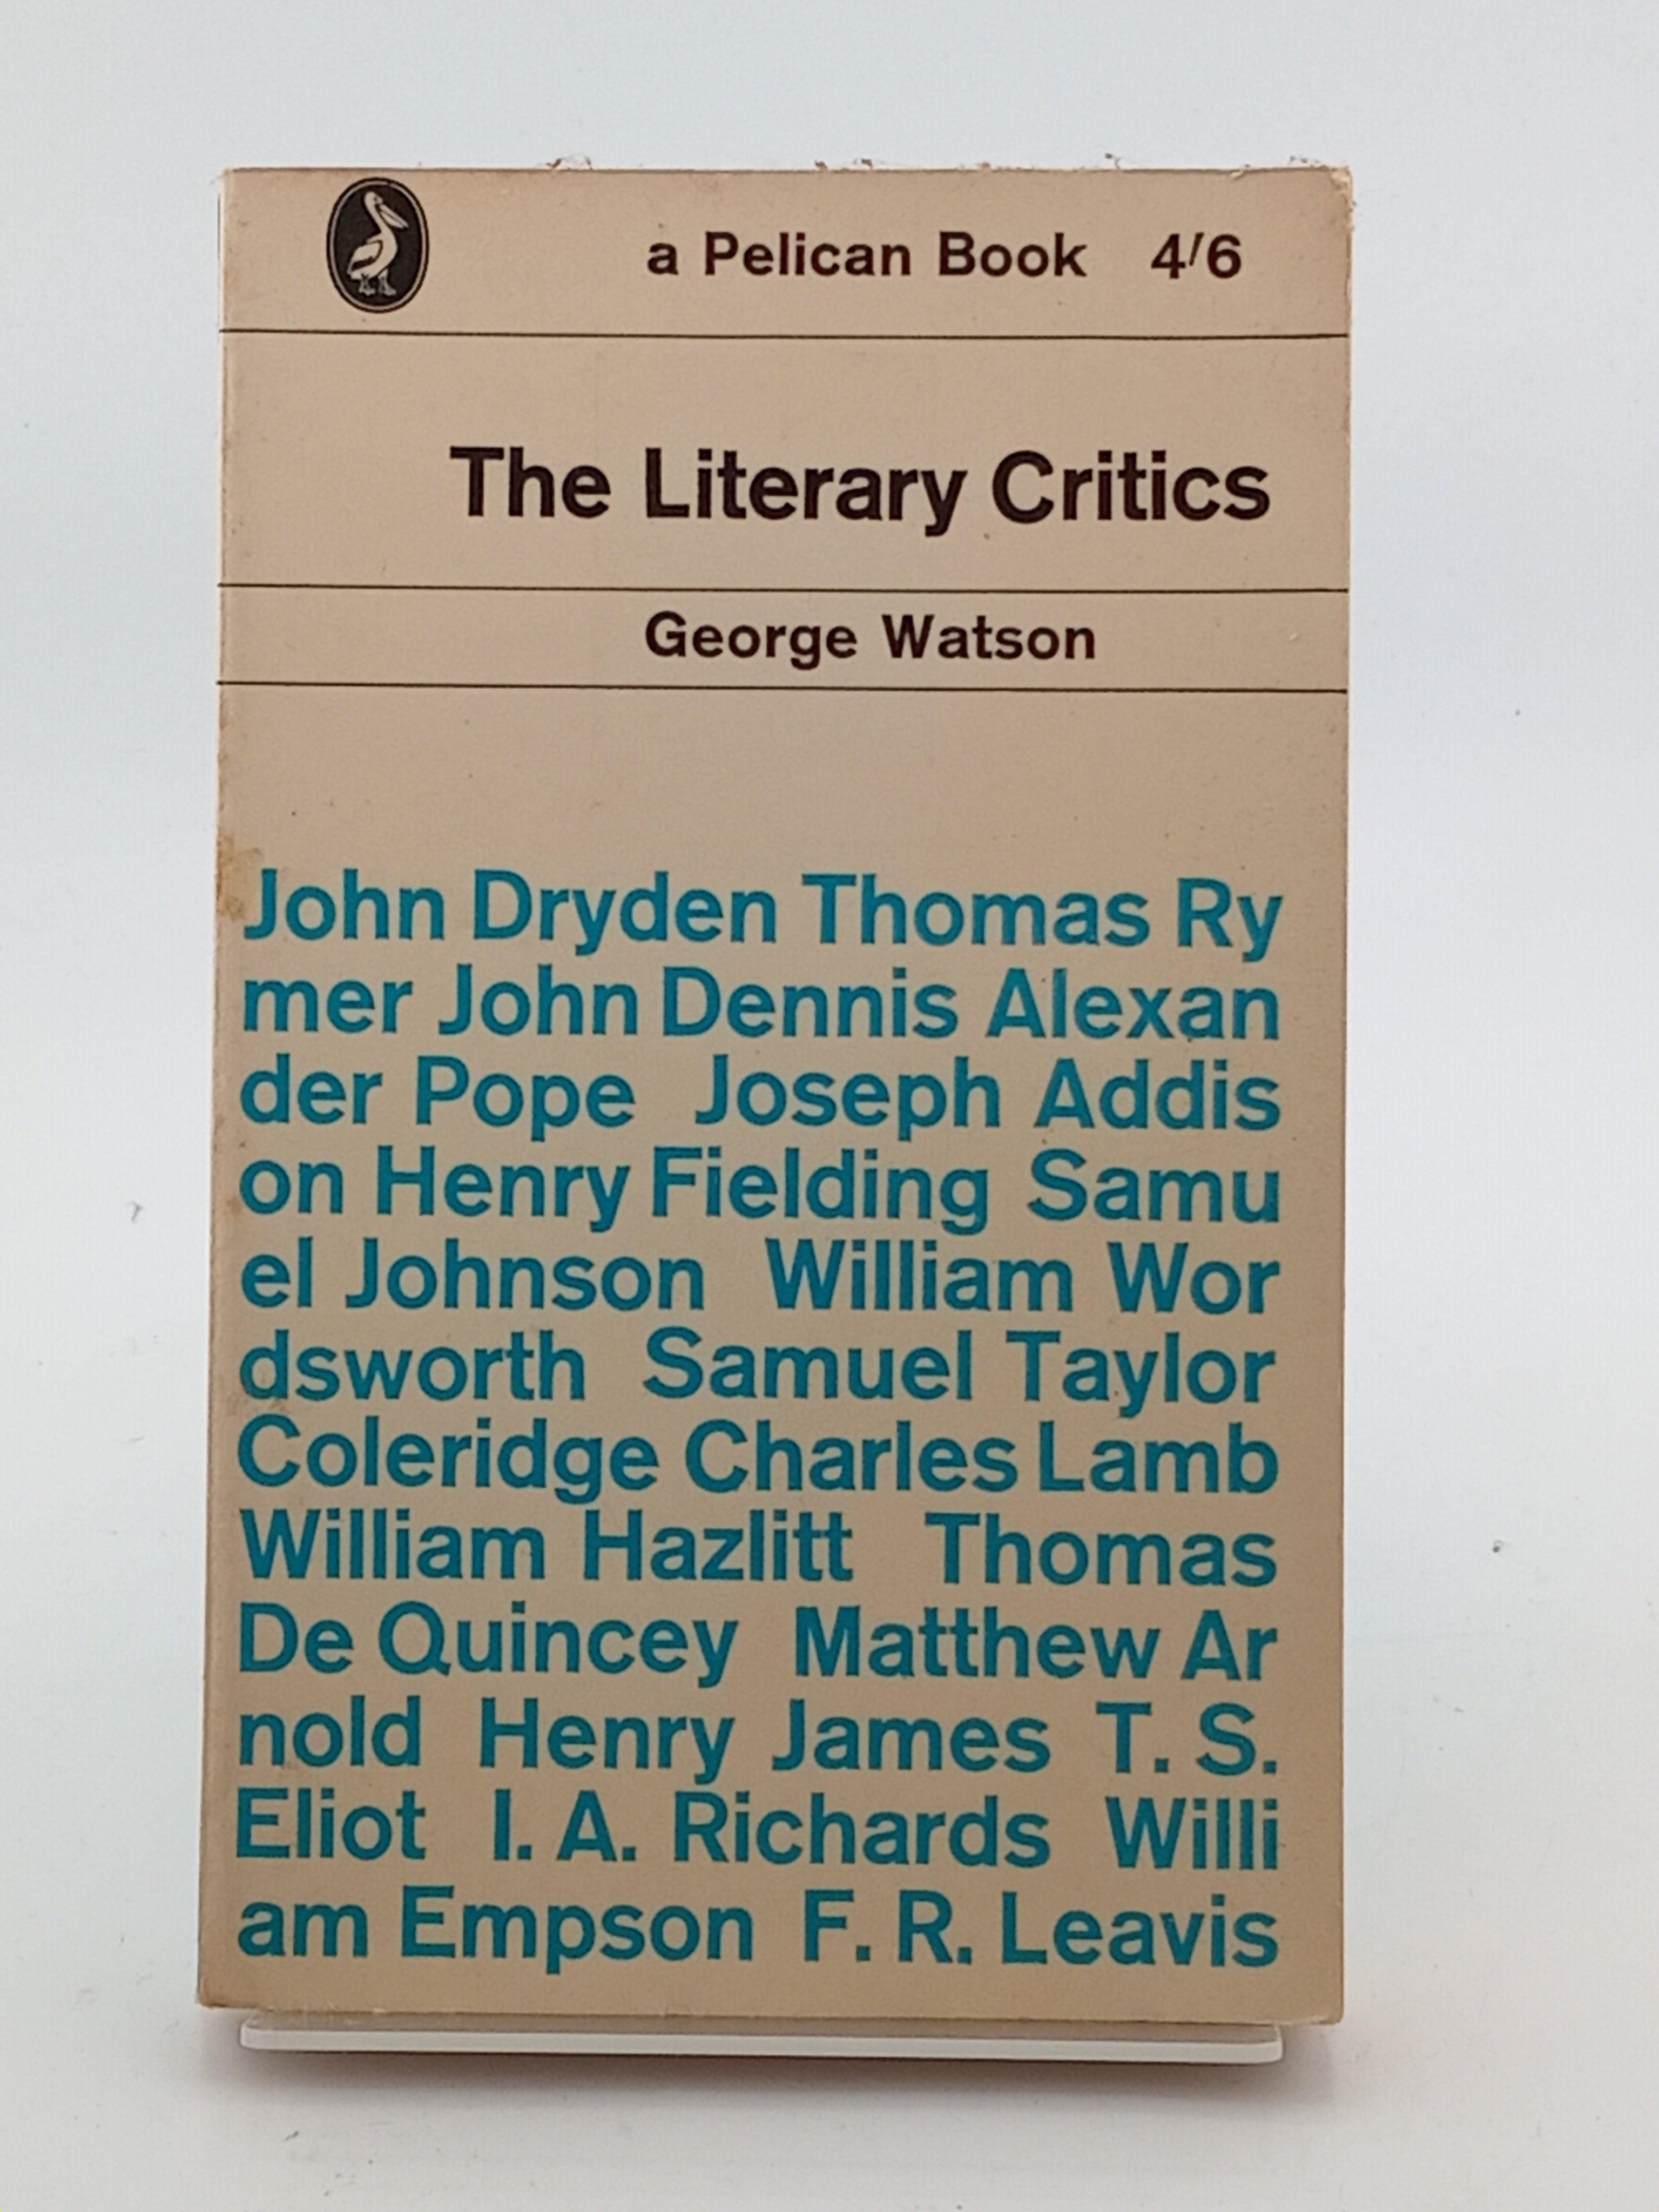 a Pelican Book 4/6
The Literary Critics
George Watson
John Dryden Thomas Ry
mer John Dennis Alexan
der Pope Joseph Addis
on Henry Fielding Samu
el Johnson William Wor
dsworth Samuel Taylor
Coleridge Charles Lamb
William Hazlitt Thomas
De Quincey Matthew Ar
nold Henry James T. S.
Eliot I. A. Richards Willi
am Empson F. R. Leavis